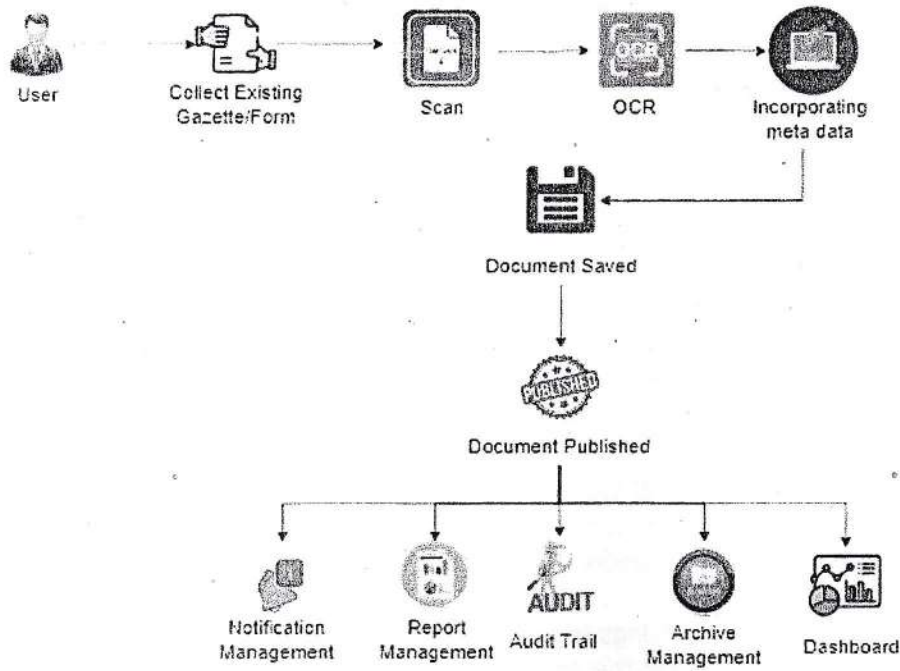 User
Collect Existing
Gazette/Form
Scan
OCR
OCR
Incorporating
meta data
Document Saved
PUBLISHED
Document Published
AUDIT
Notification
Management
Report
Management
Audit Trail
Archive
Management
Dashboard